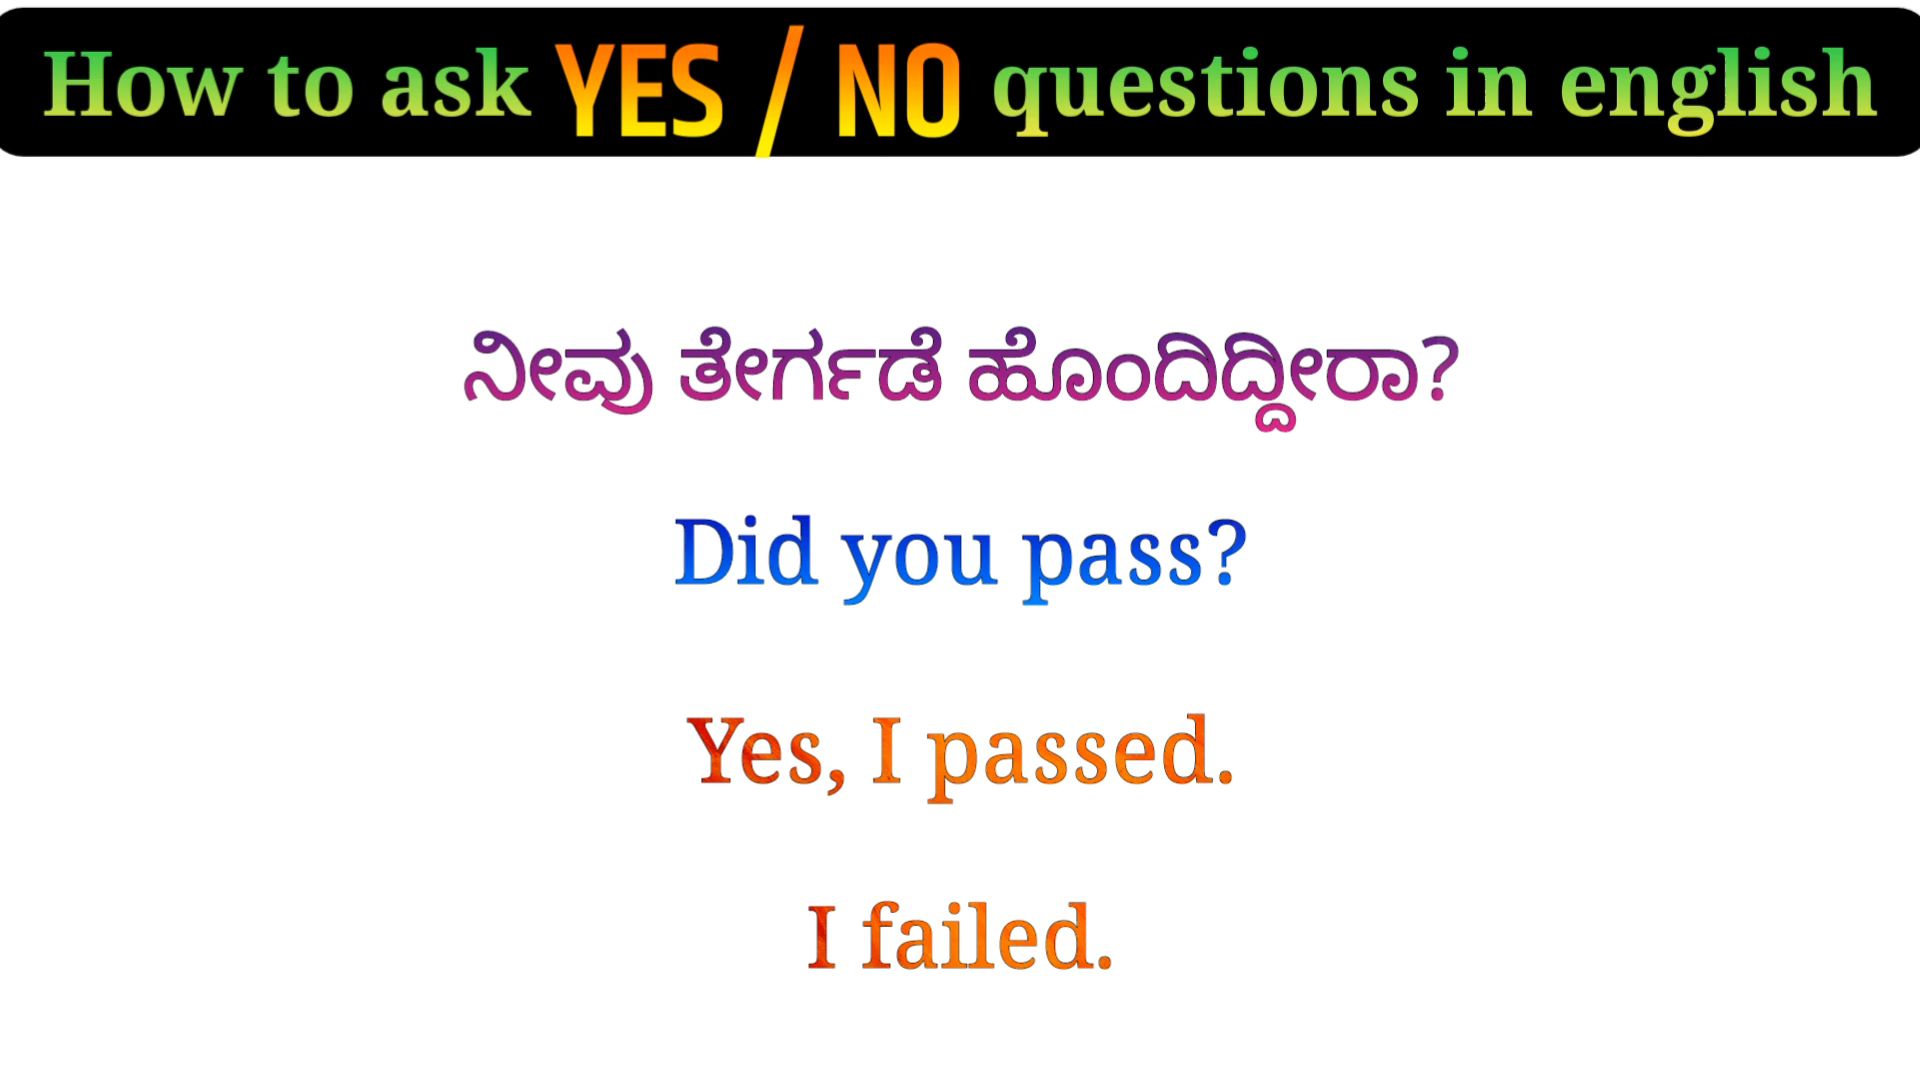 How to ask YES / NO questions in english
ನೀವು ತೇರ್ಗಡೆ ಹೊಂದಿದ್ದೀರಾ?
Did you pass?
Yes, I passed.
I failed.